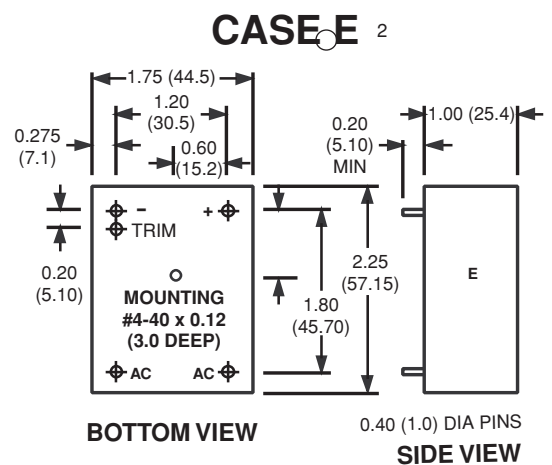 CASE E 2
1.75 (44.5)
1.20
(30.5)
0.275
(7.1)
0.60
(15.2)
0.20
(5.10)
MIN
1.00 (25.4)
− +
TRIM
0.20
(5.10)
MOUNTING
#4-40 x 0.12
(3.0 DEEP)
1.80
(45.70)
2.25
(57.15)
E
AC AC
0.40 (1.0) DIA PINS
BOTTOM VIEW
SIDE VIEW